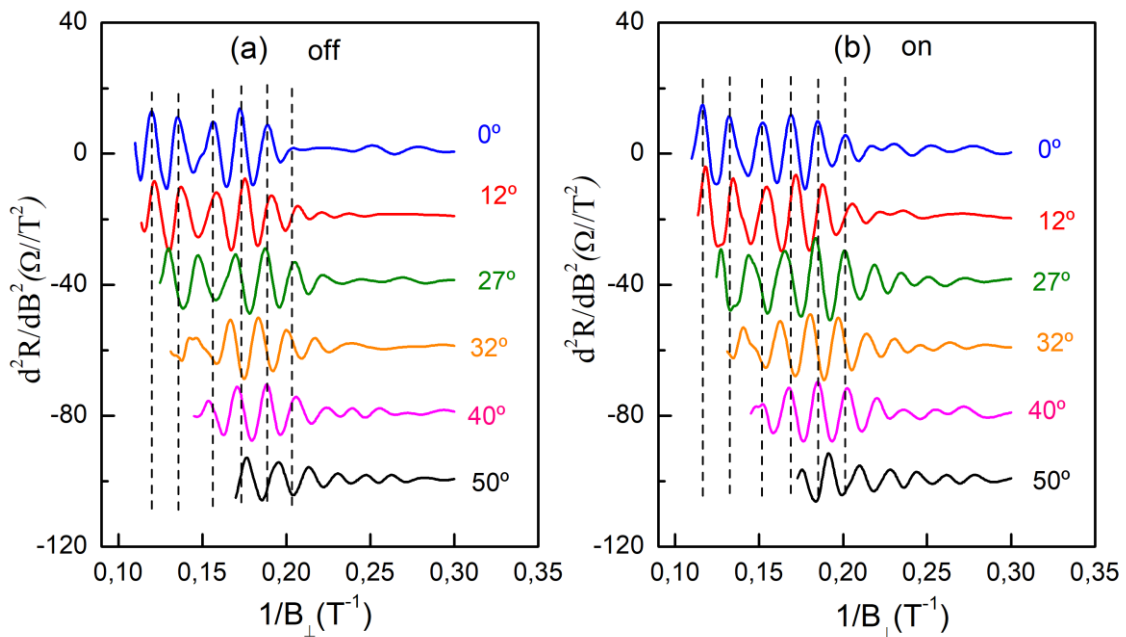 (a) off
40
0
-40
-80
-120
d²R/dB²(Ω//T²)
0º
12º
27º
32º
40º
50º
0,10 0,15 0,20 0,25 0,30 0,35
1/B⊥(T⁻¹)
(b) on
40
0
-40
-80
-120
d²R/dB²(Ω//T²)
0º
12º
27º
32º
40º
50º
0,10 0,15 0,20 0,25 0,30 0,35
1/B⊥(T⁻¹)